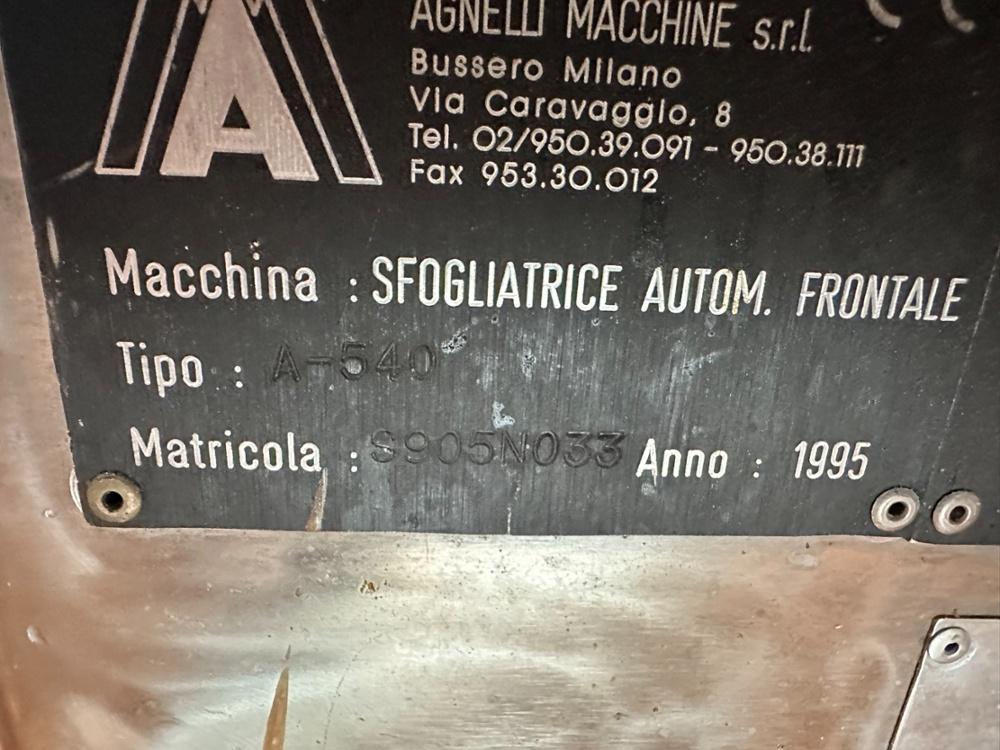 AGNELLI MACCHINE s.r.l.
Bussero Milano
Via Caravaggio, 8
Tel. 02/950.39.091 - 950.38.111
Fax 953.30.012
Macchina : SFOGLIATRICE AUTOM. FRONTALE
Tipo : A-540
Matricola : S905N033 Anno : 1995